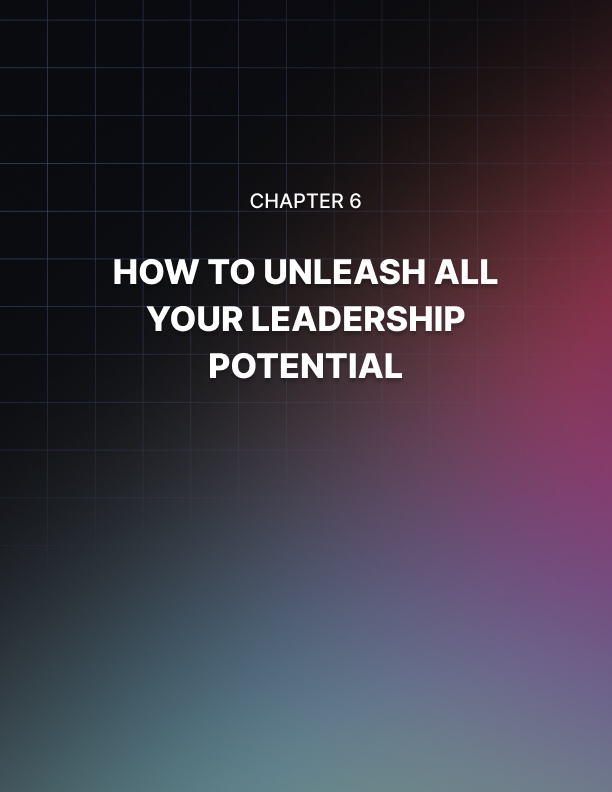 CHAPTER 6
HOW TO UNLEASH ALL
YOUR LEADERSHIP
POTENTIAL